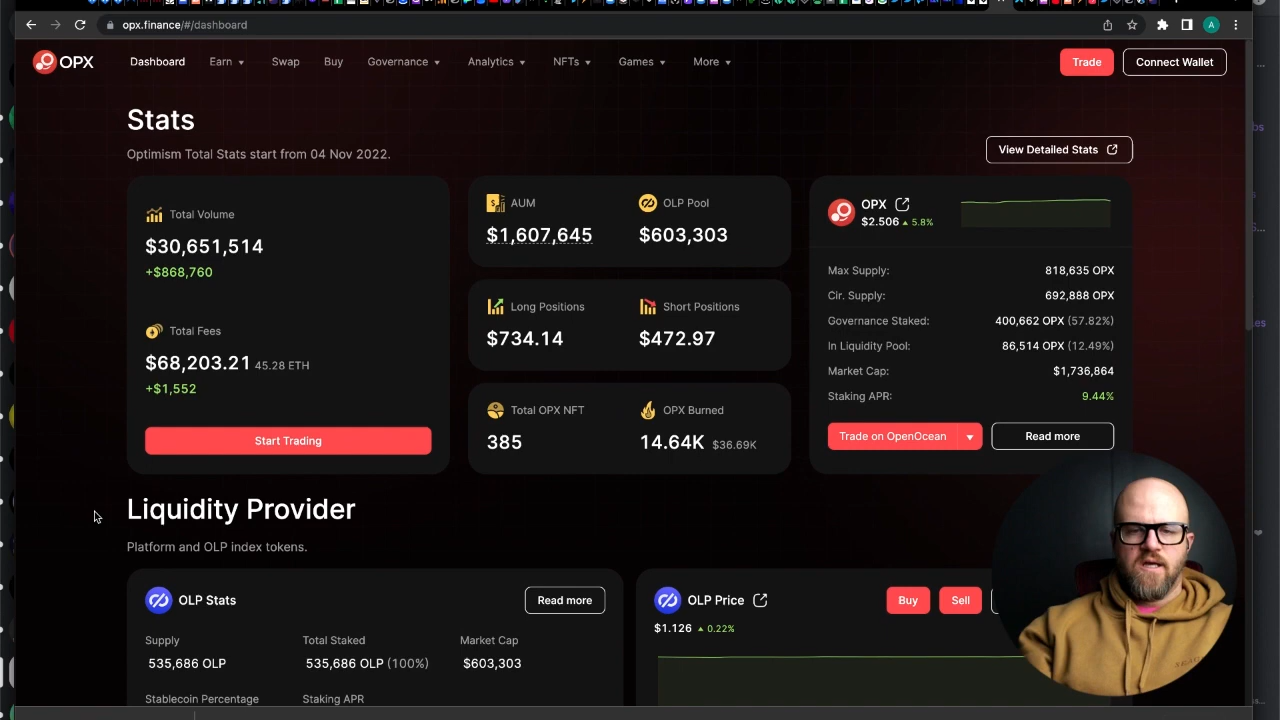 opx.finance/#/dashboard
A
OPX
Dashboard Earn Swap Buy Governance Analytics NFTs Games More Trade Connect Wallet
Stats
Optimism Total Stats start from 04 Nov 2022.
View Detailed Stats
Total Volume
$30,651,514
+$868,760
Total Fees
$68,203.21 45.28 ETH
+$1,552
Start Trading
AUM OLP Pool
$1,607,645 $603,303
Long Positions Short Positions
$734.14 $472.97
Total OPX NFT OPX Burned
385 14.64K $36.69K
OPX
$2.506 5.8%
Max Supply: 818,635 OPX
Cir. Supply: 692,888 OPX
Governance Staked: 400,662 OPX (57.82%)
In Liquidity Pool: 86,514 OPX (12.49%)
Market Cap: $1,736,864
Staking APR: 9.44%
Trade on OpenOcean Read more
Liquidity Provider
Platform and OLP index tokens.
OLP Stats Read more
Supply Total Staked Market Cap
535,686 OLP 535,686 OLP (100%) $603,303
Stablecoin Percentage Staking APR
OLP Price Buy Sell
$1.126 0.22%